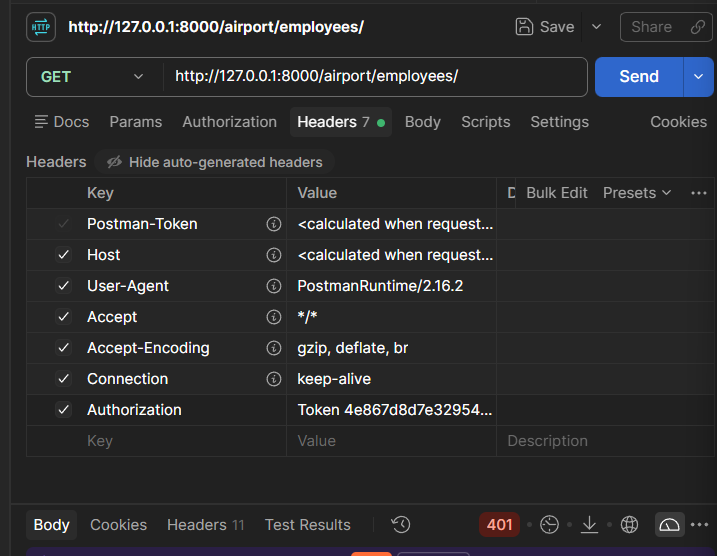 HTTP http://127.0.0.1:8000/airport/employees/ Save Share
GET http://127.0.0.1:8000/airport/employees/ Send
Docs Params Authorization Headers 7 Body Scripts Settings Cookies
Headers Hide auto-generated headers
Key Value D Bulk Edit Presets
Postman-Token <calculated when request...
Host <calculated when request...
User-Agent PostmanRuntime/2.16.2
Accept */*
Accept-Encoding gzip, deflate, br
Connection keep-alive
Authorization Token 4e867d8d7e32954...
Key Value Description
Body Cookies Headers 11 Test Results 401